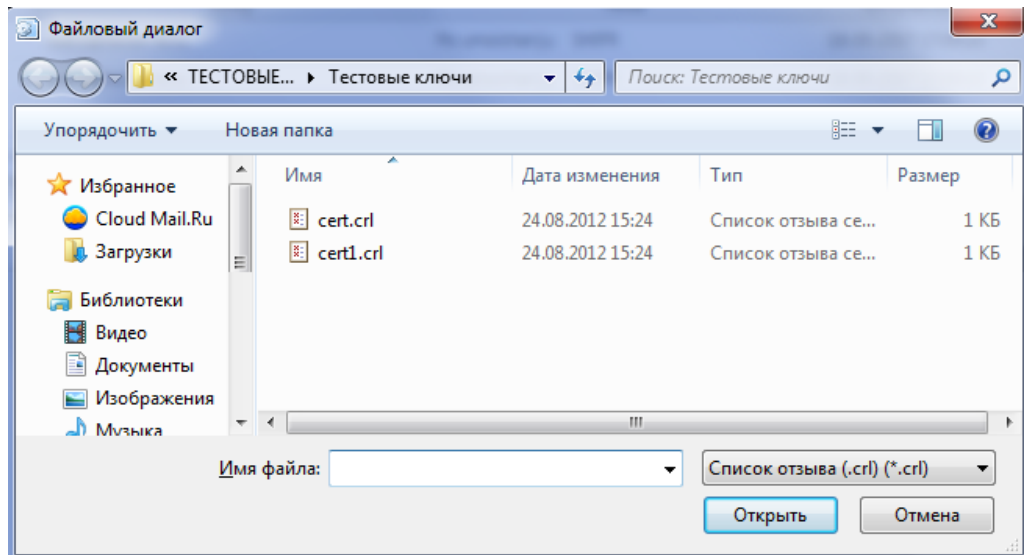 Файловый диалог
« ТЕСТОВЫЕ... Тестовые ключи
Поиск: Тестовые ключи
Упорядочить Новая папка
Имя Дата изменения Тип Размер
cert.crl 24.08.2012 15:24 Список отзыва се... 1 КБ
cert1.crl 24.08.2012 15:24 Список отзыва се... 1 КБ
Избранное
Cloud Mail.Ru
Загрузки
Библиотеки
Видео
Документы
Изображения
Музыка
Имя файла:
Список отзыва (.crl) (*.crl)
Открыть Отмена